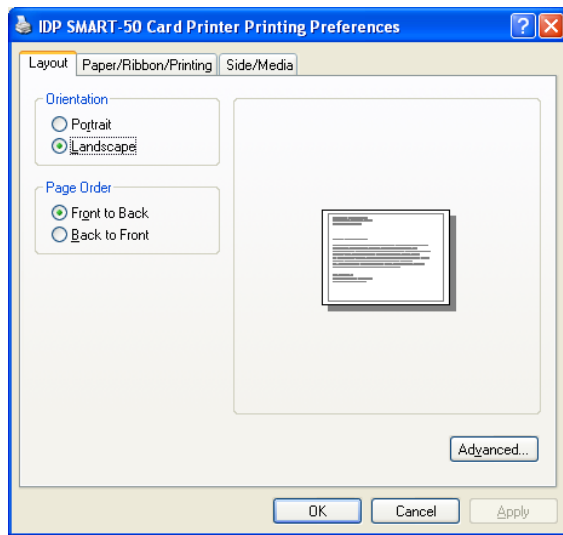 IDP SMART-50 Card Printer Printing Preferences
Layout Paper/Ribbon/Printing Side/Media
Orientation
Portrait
Landscape
Page Order
Front to Back
Back to Front
Advanced...
OK Cancel Apply